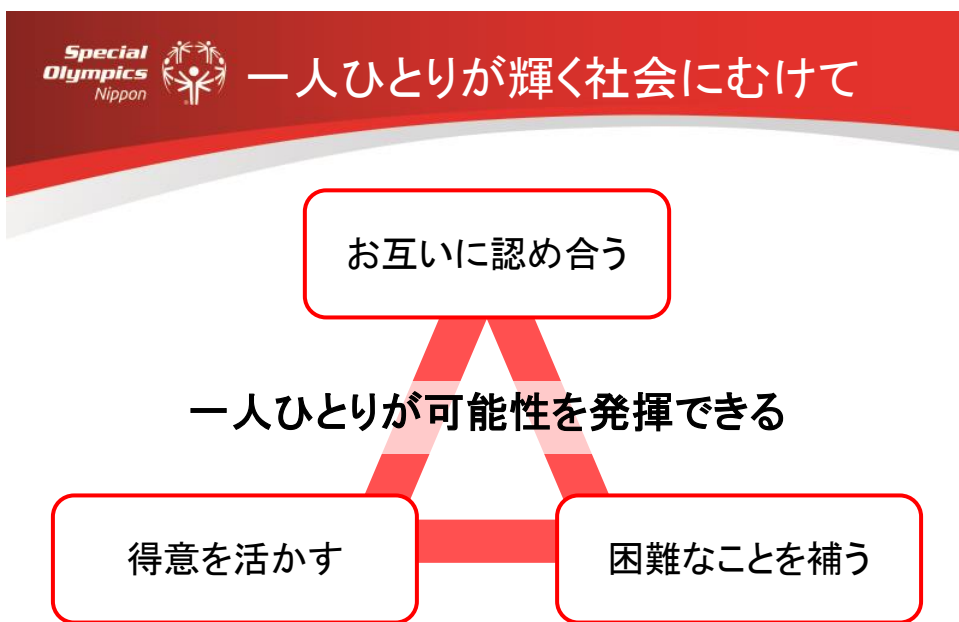 Special
Olympics
Nippon
一人ひとりが輝く社会にむけて
お互いに認め合う
一人ひとりが可能性を発揮できる
得意を活かす
困難なことを補う